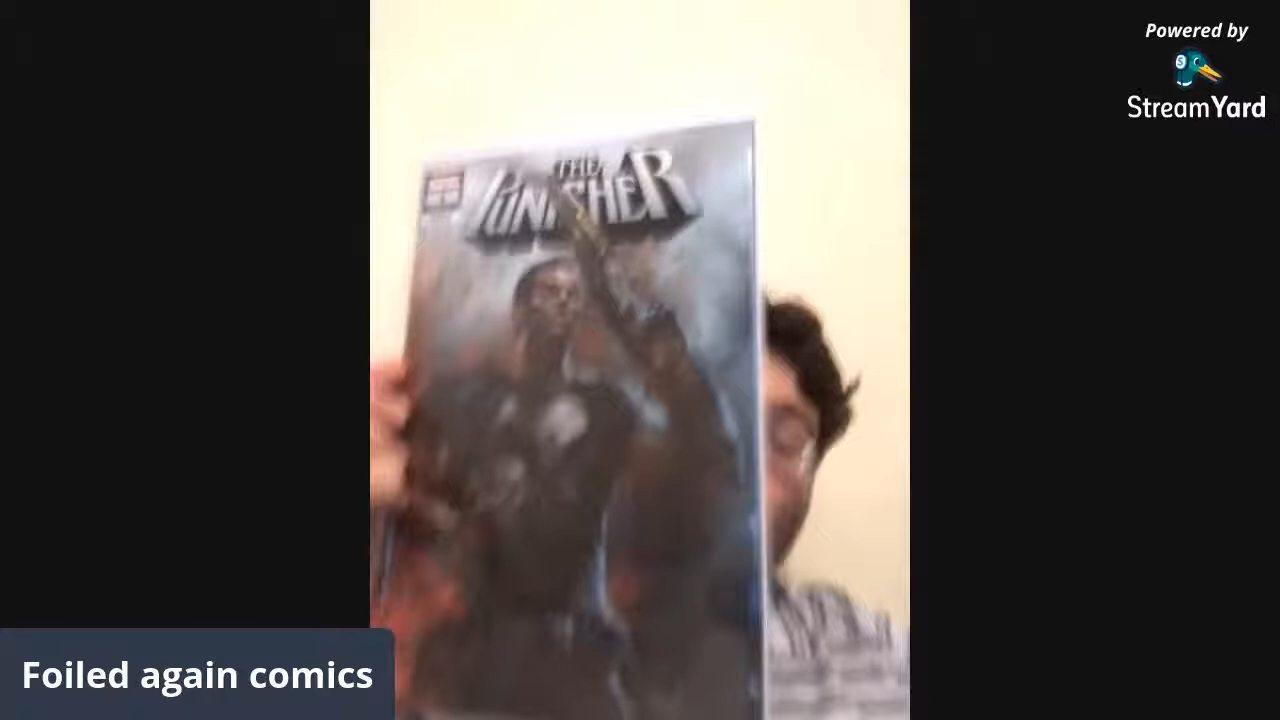 Powered by
StreamYard
THE
PUNISHER
Foiled again comics